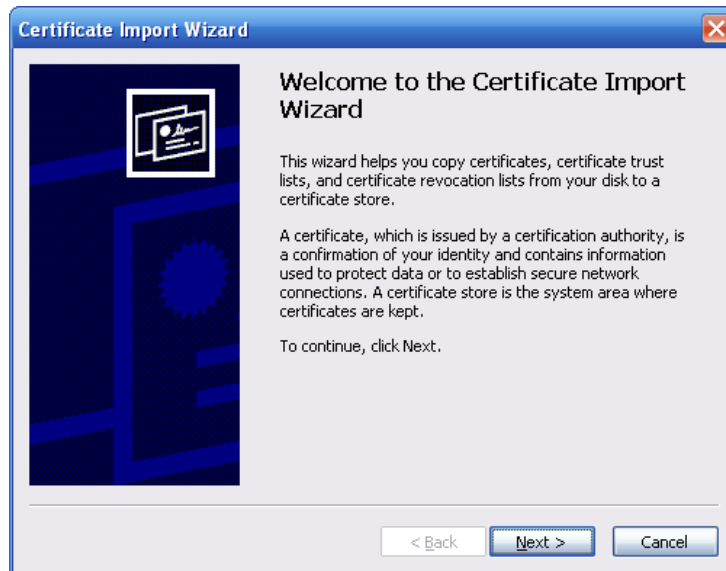 Certificate Import Wizard
Welcome to the Certificate Import
Wizard
This wizard helps you copy certificates, certificate trust
lists, and certificate revocation lists from your disk to a
certificate store.
A certificate, which is issued by a certification authority, is
a confirmation of your identity and contains information
used to protect data or to establish secure network
connections. A certificate store is the system area where
certificates are kept.
To continue, click Next.
< Back Next > Cancel